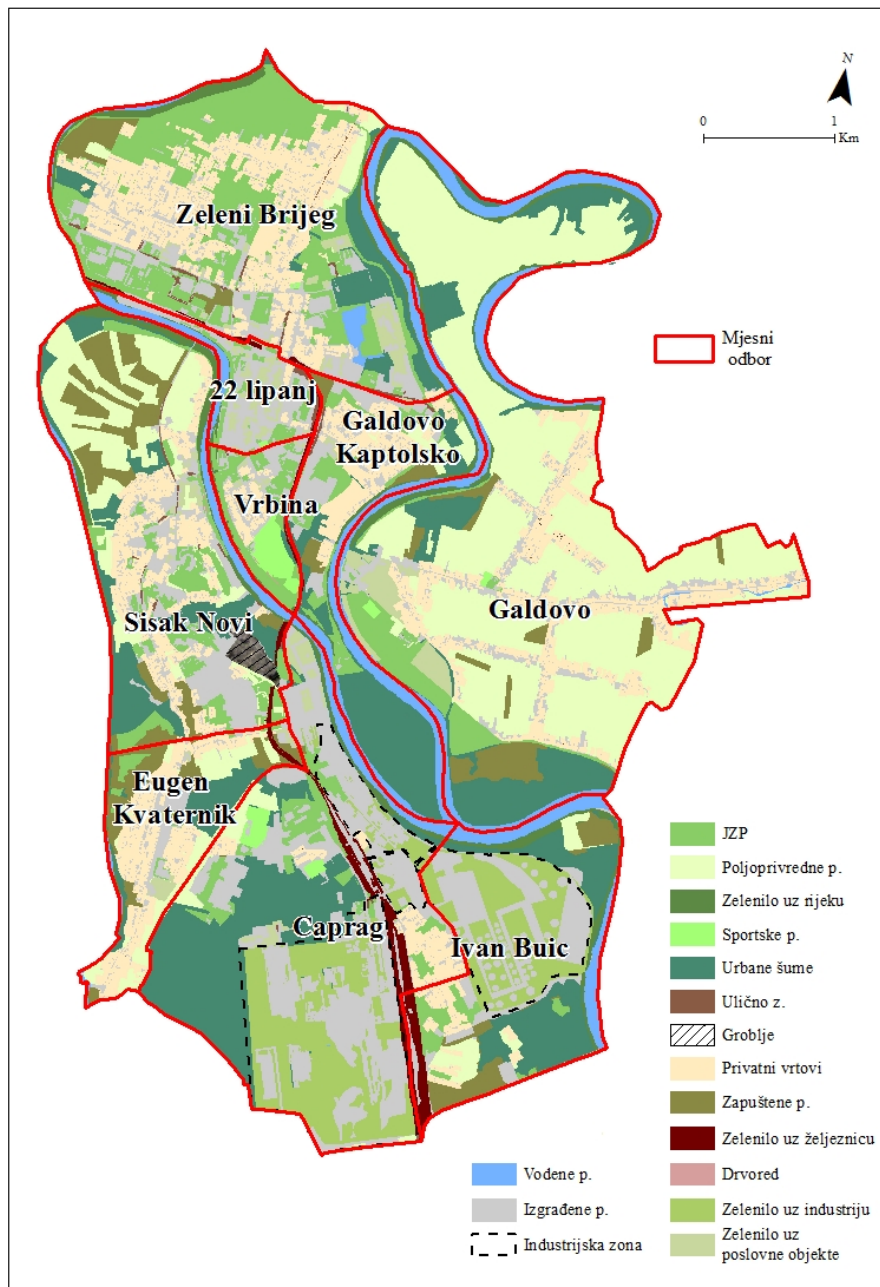 N
0 1
Km
Zeleni Brijeg
Mjesni
odbor
22 lipanj
Galdovo
Kaptolsko
Vrbina
Galdovo
Sisak Novi
Eugen
Kvaternik
Caprag
Ivan Buic
JZP
Poljoprivredne p.
Zelenilo uz rijeku
Sportske p.
Urbane šume
Ulično z.
Groblje
Privatni vrtovi
Zapuštene p.
Zelenilo uz željeznicu
Vodene p.
Drvored
Izgrađene p.
Zelenilo uz industriju
Industrijska zona
Zelenilo uz
poslovne objekte